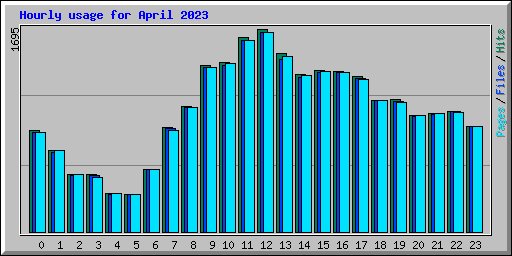 Hourly usage for April 2023
1695
Pages/Files/Hits
0 1 2 3 4 5 6 7 8 9 10 11 12 13 14 15 16 17 18 19 20 21 22 23